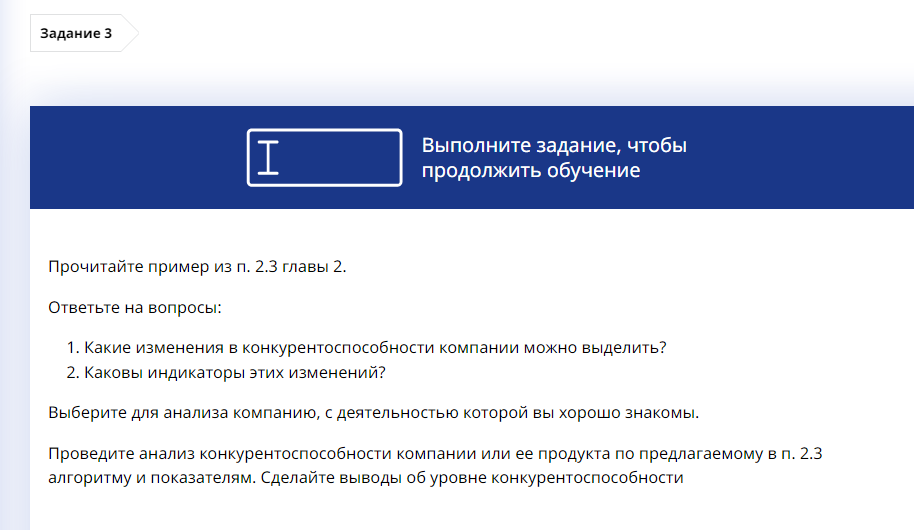 Задание 3
Выполните задание, чтобы
продолжить обучение
Прочитайте пример из п. 2.3 главы 2.
Ответьте на вопросы:
1. Какие изменения в конкурентоспособности компании можно выделить?
2. Каковы индикаторы этих изменений?
Выберите для анализа компанию, с деятельностью которой вы хорошо знакомы.
Проведите анализ конкурентоспособности компании или ее продукта по предлагаемому в п. 2.3
алгоритму и показателям. Сделайте выводы об уровне конкурентоспособности